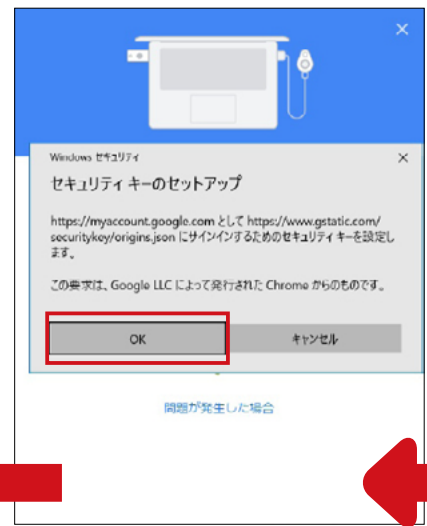 Windows セキュリティ
セキュリティ キーのセットアップ
https://myaccount.google.com として https://www.gstatic.com/
securitykey/origins.json にサインインするためのセキュリティ キーを設定し
ます。
この要求は、Google LLC によって発行された Chrome からのものです。
OK
キャンセル
問題が発生した場合